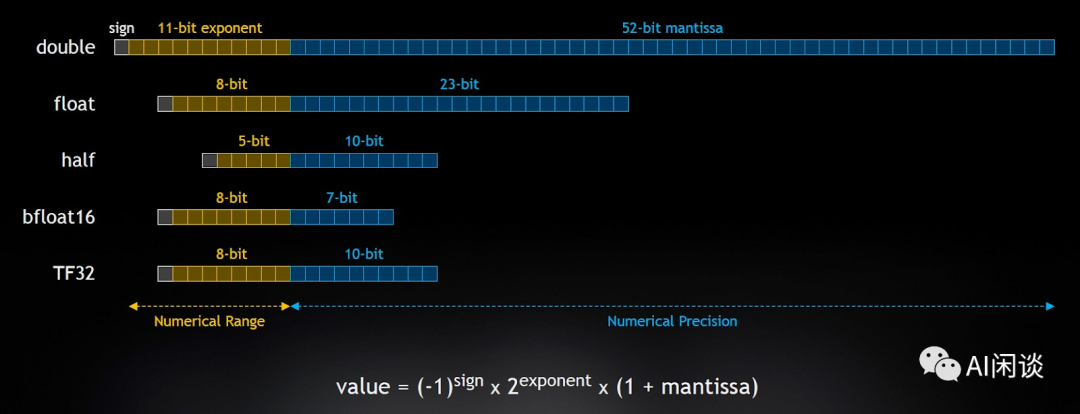 sign 11-bit exponent 52-bit mantissa
double
8-bit 23-bit
float
5-bit 10-bit
half
8-bit 7-bit
bfloat16
8-bit 10-bit
TF32
Numerical Range Numerical Precision
AI闲谈
value = (-1)^sign x 2^exponent x (1 + mantissa)